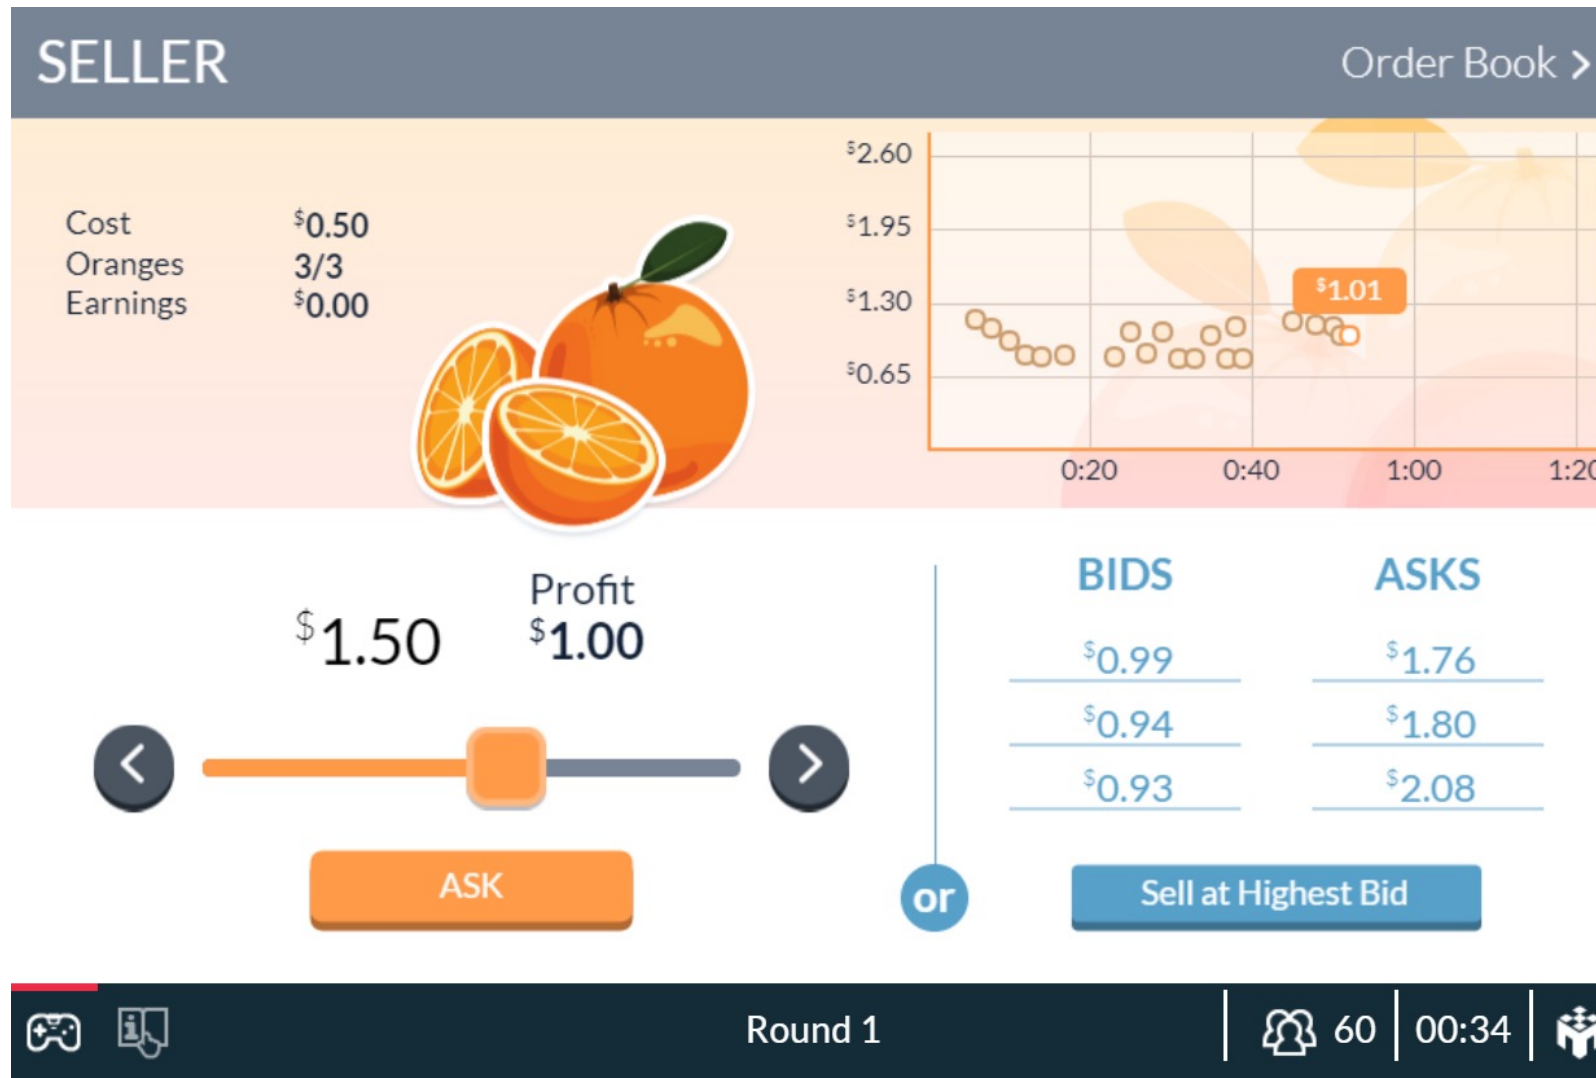 SELLER
Order Book >
Cost $0.50
Oranges 3/3
Earnings $0.00
$2.60
$1.95
$1.30
$0.65
$1.01
0:20 0:40 1:00 1:20
$1.50
Profit
$1.00
ASK
or
BIDS ASKS
$0.99 $1.76
$0.94 $1.80
$0.93 $2.08
Sell at Highest Bid
Round 1
60
00:34